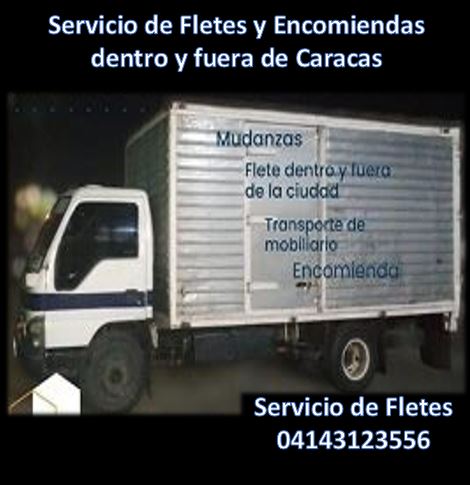 Servicio de Fletes y Encomiendas
dentro y fuera de Caracas
Mudanzas
Flete dentro y fuera
de la ciudad
Transporte de
mobiliario
Encomienda
Servicio de Fletes
04143123556